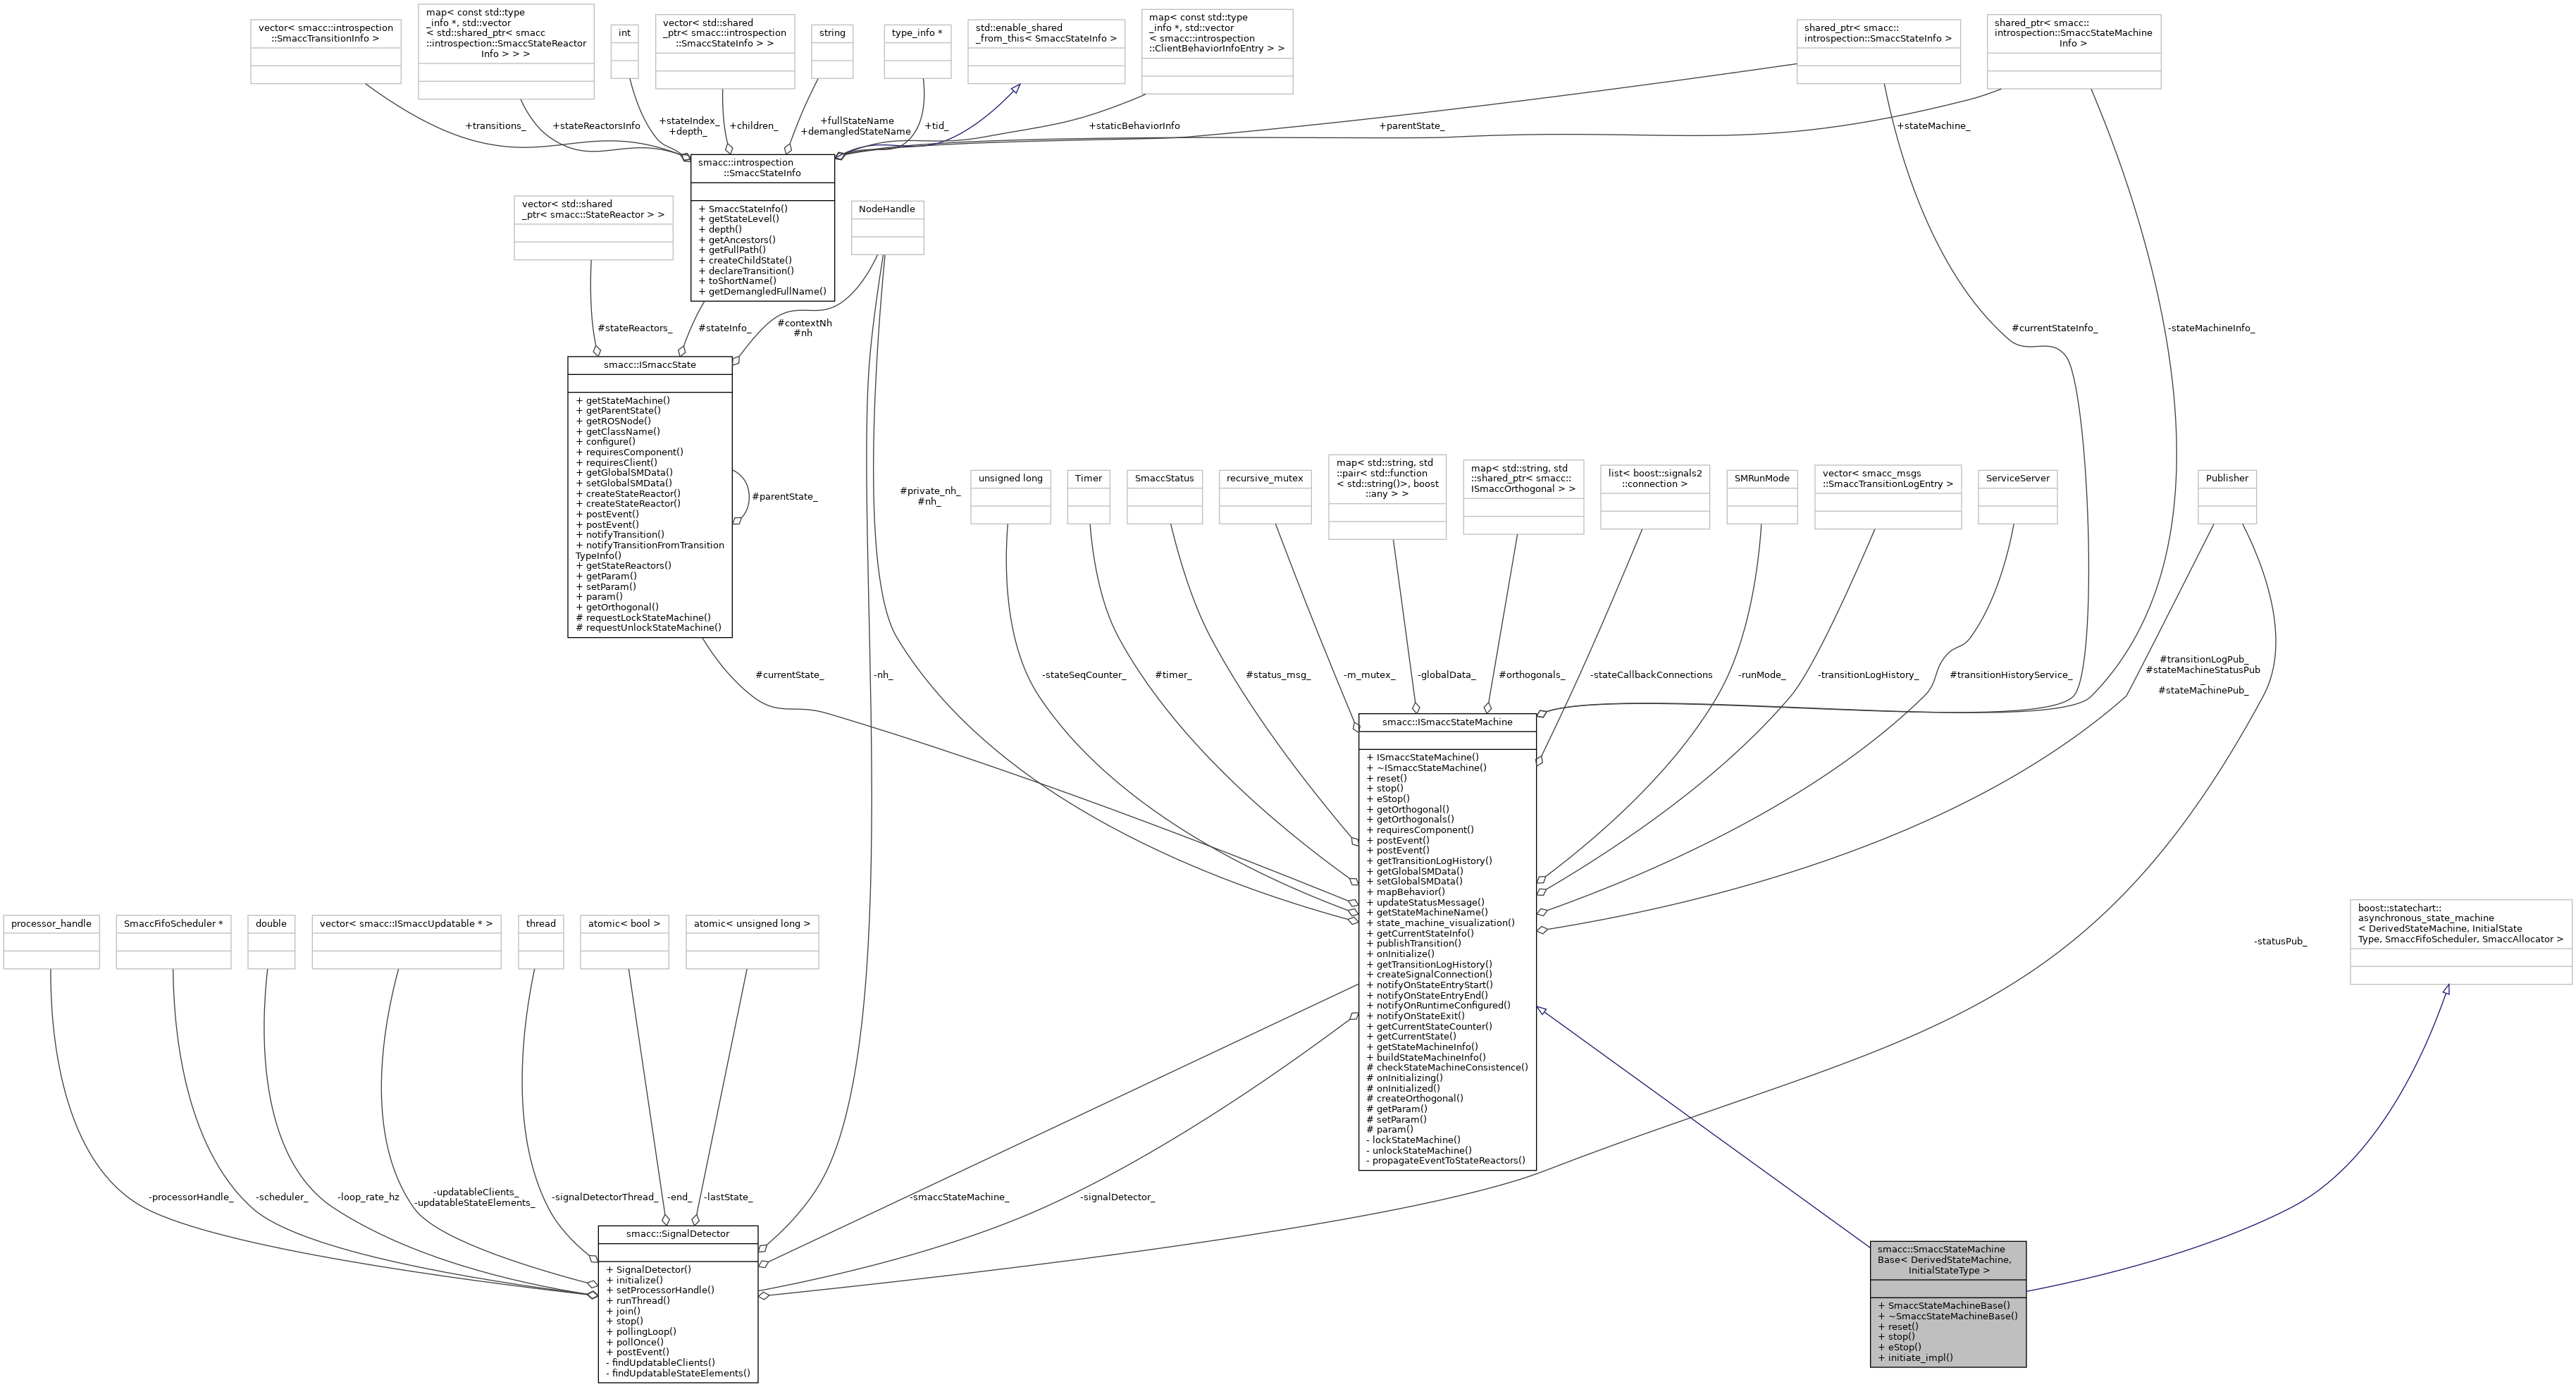 vector< smacc::introspection
::SmaccTransitionInfo >
map< const std::type
_info *, std::vector
< std::shared_ptr< smacc
::introspection::SmaccStateReactor
Info > > >
int
vector< std::shared
_ptr< smacc::introspection
::SmaccStateInfo > >
string
type_info *
std::enable_shared
_from_this< SmaccStateInfo >
map< const std::type
_info *, std::vector
< smacc::introspection
::ClientBehaviorInfoEntry > >
shared_ptr< smacc::
introspection::SmaccStateInfo >
shared_ptr< smacc::
introspection::SmaccStateMachine
Info >
+transitions_
+stateReactorsInfo
+stateIndex_
+depth_
+children_
+fullStateName
+demangledStateName
+tid_
+staticBehaviorInfo
+parentState_
+stateMachine_
smacc::introspection
::SmaccStateInfo
+ SmaccStateInfo()
+ getStateLevel()
+ depth()
+ getAncestors()
+ getFullPath()
+ createChildState()
+ declareTransition()
+ toShortName()
+ getDemangledFullName()
vector< std::shared
_ptr< smacc::StateReactor > >
NodeHandle
#stateReactors_
#stateInfo_
#contextNh
#nh
#currentStateInfo_
-stateMachineInfo_
smacc::ISmaccState
+ getStateMachine()
+ getParentState()
+ getROSNode()
+ getClassName()
+ configure()
+ requiresComponent()
+ requiresClient()
+ getGlobalSMData()
+ setGlobalSMData()
+ createStateReactor()
+ createStateReactor()
+ postEvent()
+ postEvent()
+ notifyTransition()
+ notifyTransitionFromTransition
TypeInfo()
+ getStateReactors()
+ getParam()
+ setParam()
+ param()
+ getOrthogonal()
# requestLockStateMachine()
# requestUnlockStateMachine()
#parentState_
#private_nh_
#nh_
unsigned long
Timer
SmaccStatus
recursive_mutex
map< std::string, std
::pair< std::function
< std::string()>, boost
::any > >
map< std::string, std
::shared_ptr< smacc::
ISmaccOrthogonal > >
list< boost::signals2
::connection >
SMRunMode
vector< smacc_msgs
::SmaccTransitionLogEntry >
ServiceServer
Publisher
#currentState_
-nh_
-stateSeqCounter_
#timer_
#status_msg_
-m_mutex_
-globalData_
#orthogonals_
-stateCallbackConnections
-runMode_
-transitionLogHistory_
#transitionHistoryService_
#transitionLogPub_
#stateMachineStatusPub
_
#stateMachinePub_
smacc::ISmaccStateMachine
+ ISmaccStateMachine()
+ ~ISmaccStateMachine()
+ reset()
+ stop()
+ eStop()
+ getOrthogonal()
+ getOrthogonals()
+ requiresComponent()
+ postEvent()
+ postEvent()
+ getTransitionLogHistory()
+ getGlobalSMData()
+ setGlobalSMData()
+ mapBehavior()
+ updateStatusMessage()
+ getStateMachineName()
+ state_machine_visualization()
+ getCurrentStateInfo()
+ publishTransition()
+ onInitialize()
+ getTransitionLogHistory()
+ createSignalConnection()
+ notifyOnStateEntryStart()
+ notifyOnStateEntryEnd()
+ notifyOnRuntimeConfigured()
+ notifyOnStateExit()
+ getCurrentStateCounter()
+ getCurrentState()
+ getStateMachineInfo()
+ buildStateMachineInfo()
# checkStateMachineConsistence()
# onInitializing()
# onInitialized()
# createOrthogonal()
# getParam()
# setParam()
# param()
- lockStateMachine()
- unlockStateMachine()
- propagateEventToStateReactors()
processor_handle
SmaccFifoScheduler *
double
vector< smacc::ISmaccUpdatable * >
thread
atomic< bool >
atomic< unsigned long >
-statusPub_
boost::statechart::
asynchronous_state_machine
< DerivedStateMachine, InitialState
Type, SmaccFifoScheduler, SmaccAllocator >
-processorHandle_
-scheduler_
-loop_rate_hz
-updatableClients_
-updatableStateElements_
-signalDetectorThread_
-end_
-lastState_
-smaccStateMachine_
-signalDetector_
smacc::SignalDetector
+ SignalDetector()
+ initialize()
+ setProcessorHandle()
+ runThread()
+ join()
+ stop()
+ pollingLoop()
+ pollOnce()
+ postEvent()
- findUpdatableClients()
- findUpdatableStateElements()
smacc::SmaccStateMachine
Base< DerivedStateMachine,
InitialStateType >
+ SmaccStateMachineBase()
+ ~SmaccStateMachineBase()
+ reset()
+ stop()
+ eStop()
+ initiate_impl()